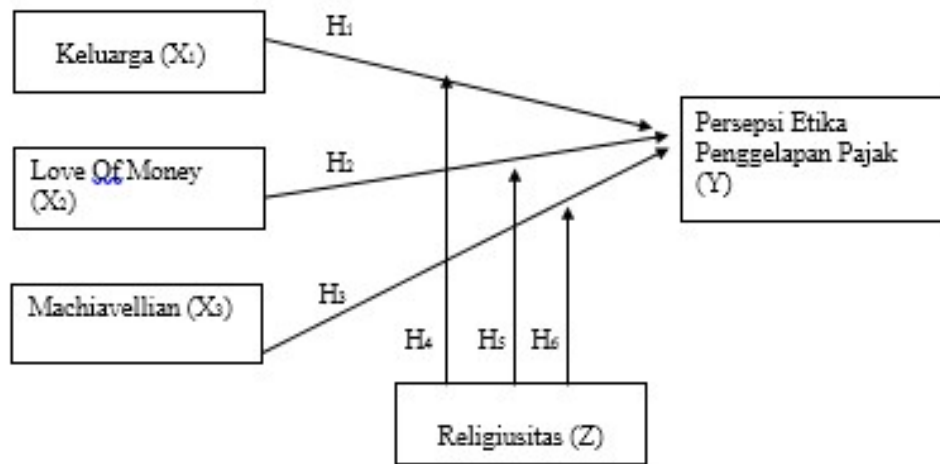 H₁
Keluarga (X₁)
Persepsi Etika
Penggelapan Pajak
(Y)
H₂
Love Of Money
(X₂)
H₃
Machiavellian (X₃)
H₄
H₅
H₆
Religiusitas (Z)